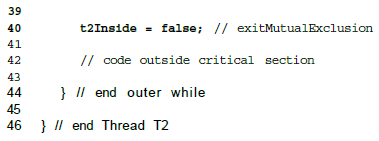 39
40 t2Inside = false; // exitMutualExclusion
41
42 // code outside critical section
43
44 } // end outer while
45
46 } // end Thread T2